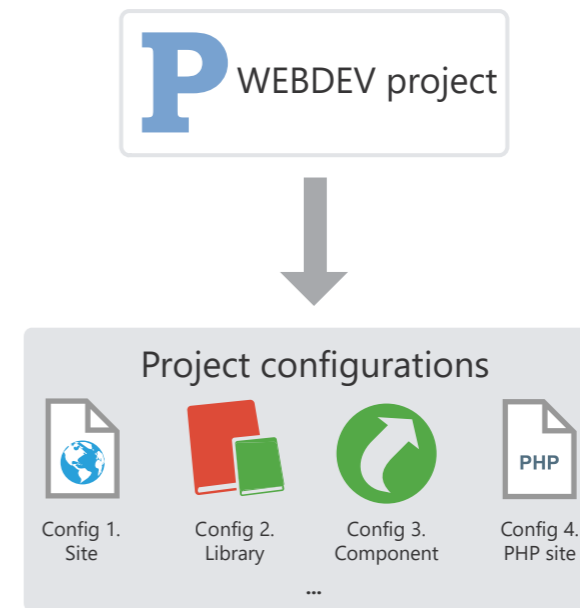 P WEBDEV project
Project configurations
PHP
Config 1.
Site
Config 2.
Library
Config 3.
Component
Config 4.
PHP site
...